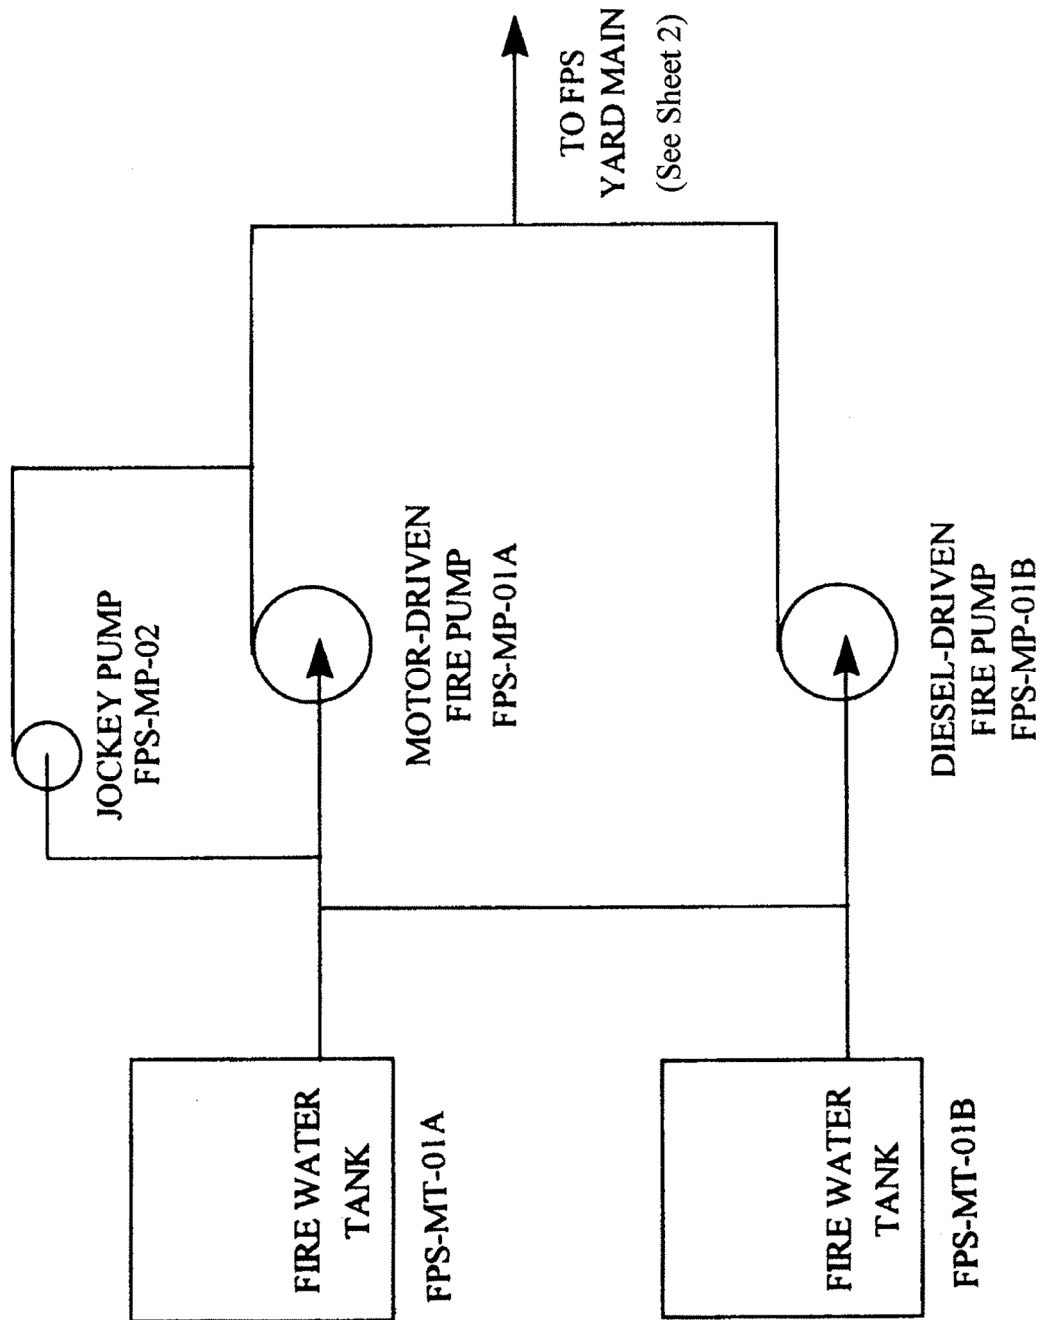 FIRE WATER
TANK
FPS-MT-01A
FIRE WATER
TANK
FPS-MT-01B
JOCKEY PUMP
FPS-MP-02
MOTOR-DRIVEN
FIRE PUMP
FPS-MP-01A
DIESEL-DRIVEN
FIRE PUMP
FPS-MP-01B
TO FPS
YARD MAIN
(See Sheet 2)